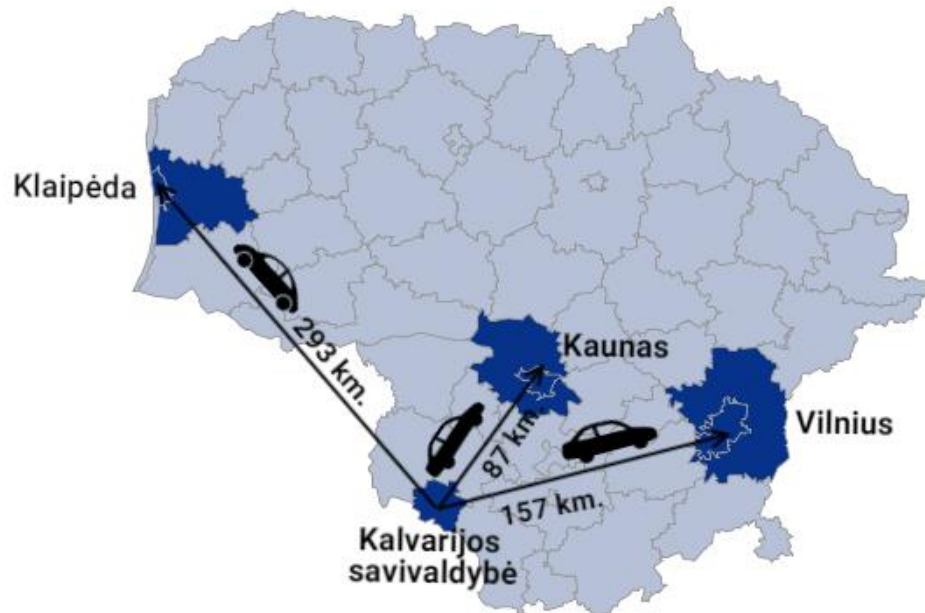 Klaipėda
293 km.
Kaunas
87 km.
Vilnius
157 km.
Kalvarijos
savivaldybė